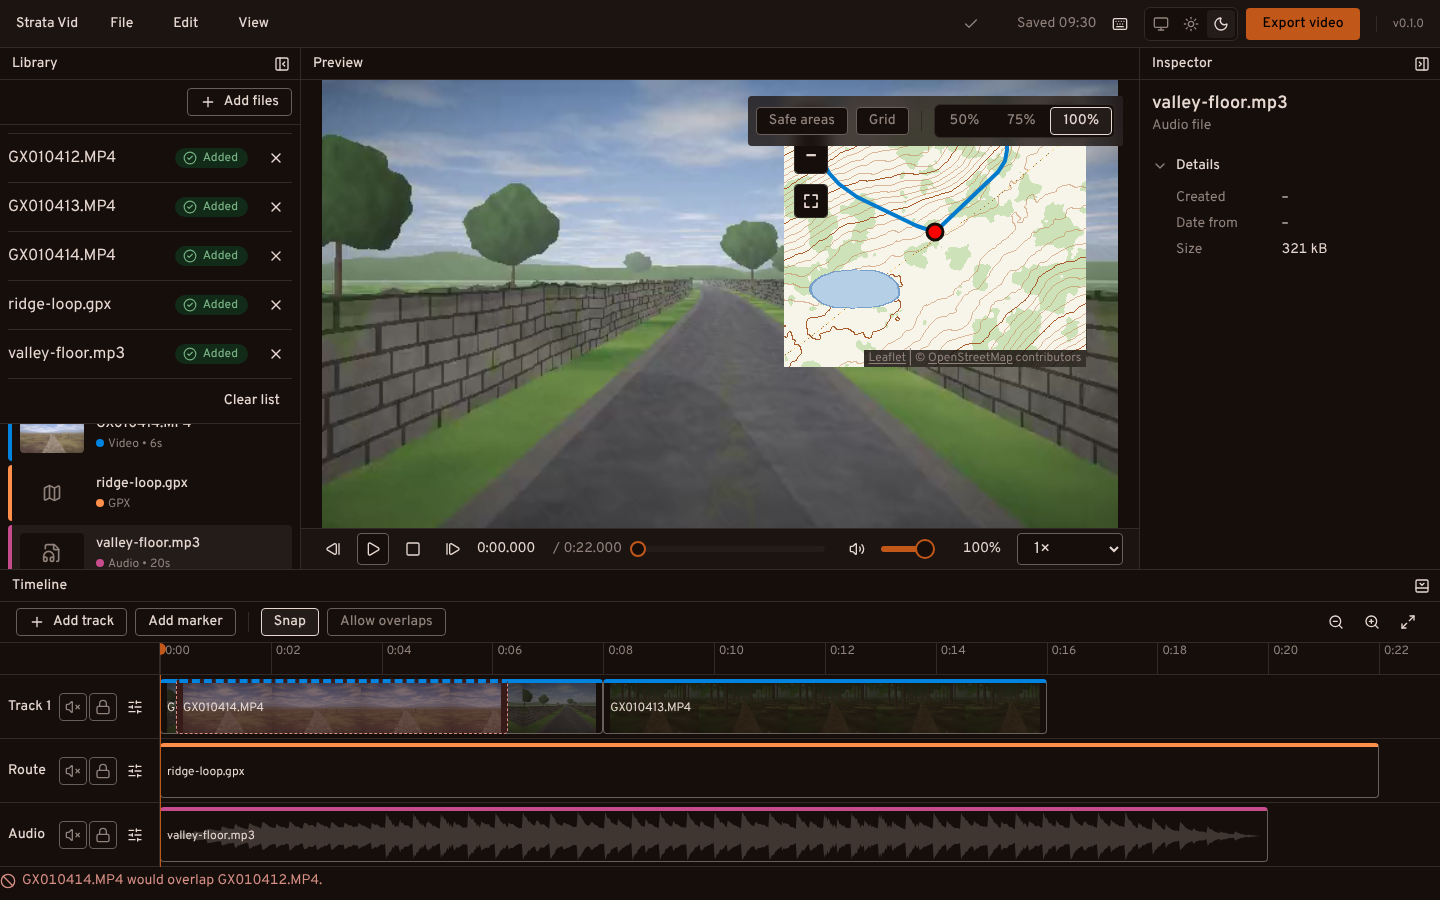 Strata Vid File Edit View Saved 09:30 Export video v0.1.0
Library
Add files
GX010412.MP4 Added
GX010413.MP4 Added
GX010414.MP4 Added
ridge-loop.gpx Added
valley-floor.mp3 Added
Clear list
GX010414.MP4
Video • 6s
ridge-loop.gpx
GPX
valley-floor.mp3
Audio • 20s
Preview
Safe areas Grid 50% 75% 100%
Leaflet | © OpenStreetMap contributors
0:00.000 / 0:22.000 100% 1×
Inspector
valley-floor.mp3
Audio file
Details
Created –
Date from –
Size 321 kB
Timeline
Add track Add marker Snap Allow overlaps
0:00 0:02 0:04 0:06 0:08 0:10 0:12 0:14 0:16 0:18 0:20 0:22
Track 1 G GX010414.MP4 GX010413.MP4
Route ridge-loop.gpx
Audio valley-floor.mp3
GX010414.MP4 would overlap GX010412.MP4.